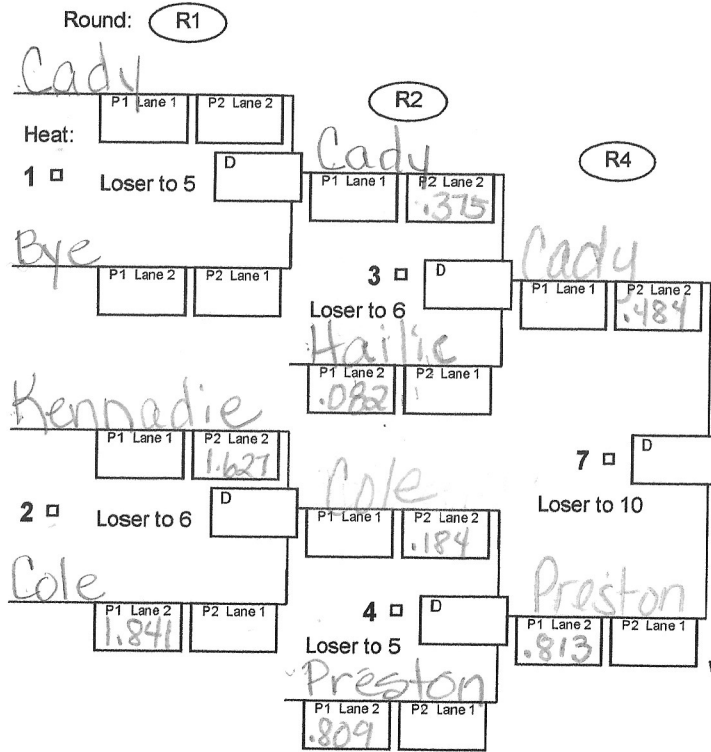 Round: R1
Cady
P1 Lane 1 P2 Lane 2
Heat:
1 Loser to 5 D
Bye
P1 Lane 2 P2 Lane 1
Kennadie
P1 Lane 1 P2 Lane 2
1.627
2 Loser to 6 D
Cole
P1 Lane 2 P2 Lane 1
1.841
R2
Cady
P1 Lane 1 P2 Lane 2
.375
3 D
Loser to 6
Hailie
P1 Lane 2 P2 Lane 1
.082
Cole
P1 Lane 1 P2 Lane 2
.184
4 D
Loser to 5
Preston
P1 Lane 2 P2 Lane 1
.809
R4
Cady
P1 Lane 1 P2 Lane 2
.484
7 D
Loser to 10
Preston
P1 Lane 2 P2 Lane 1
.813